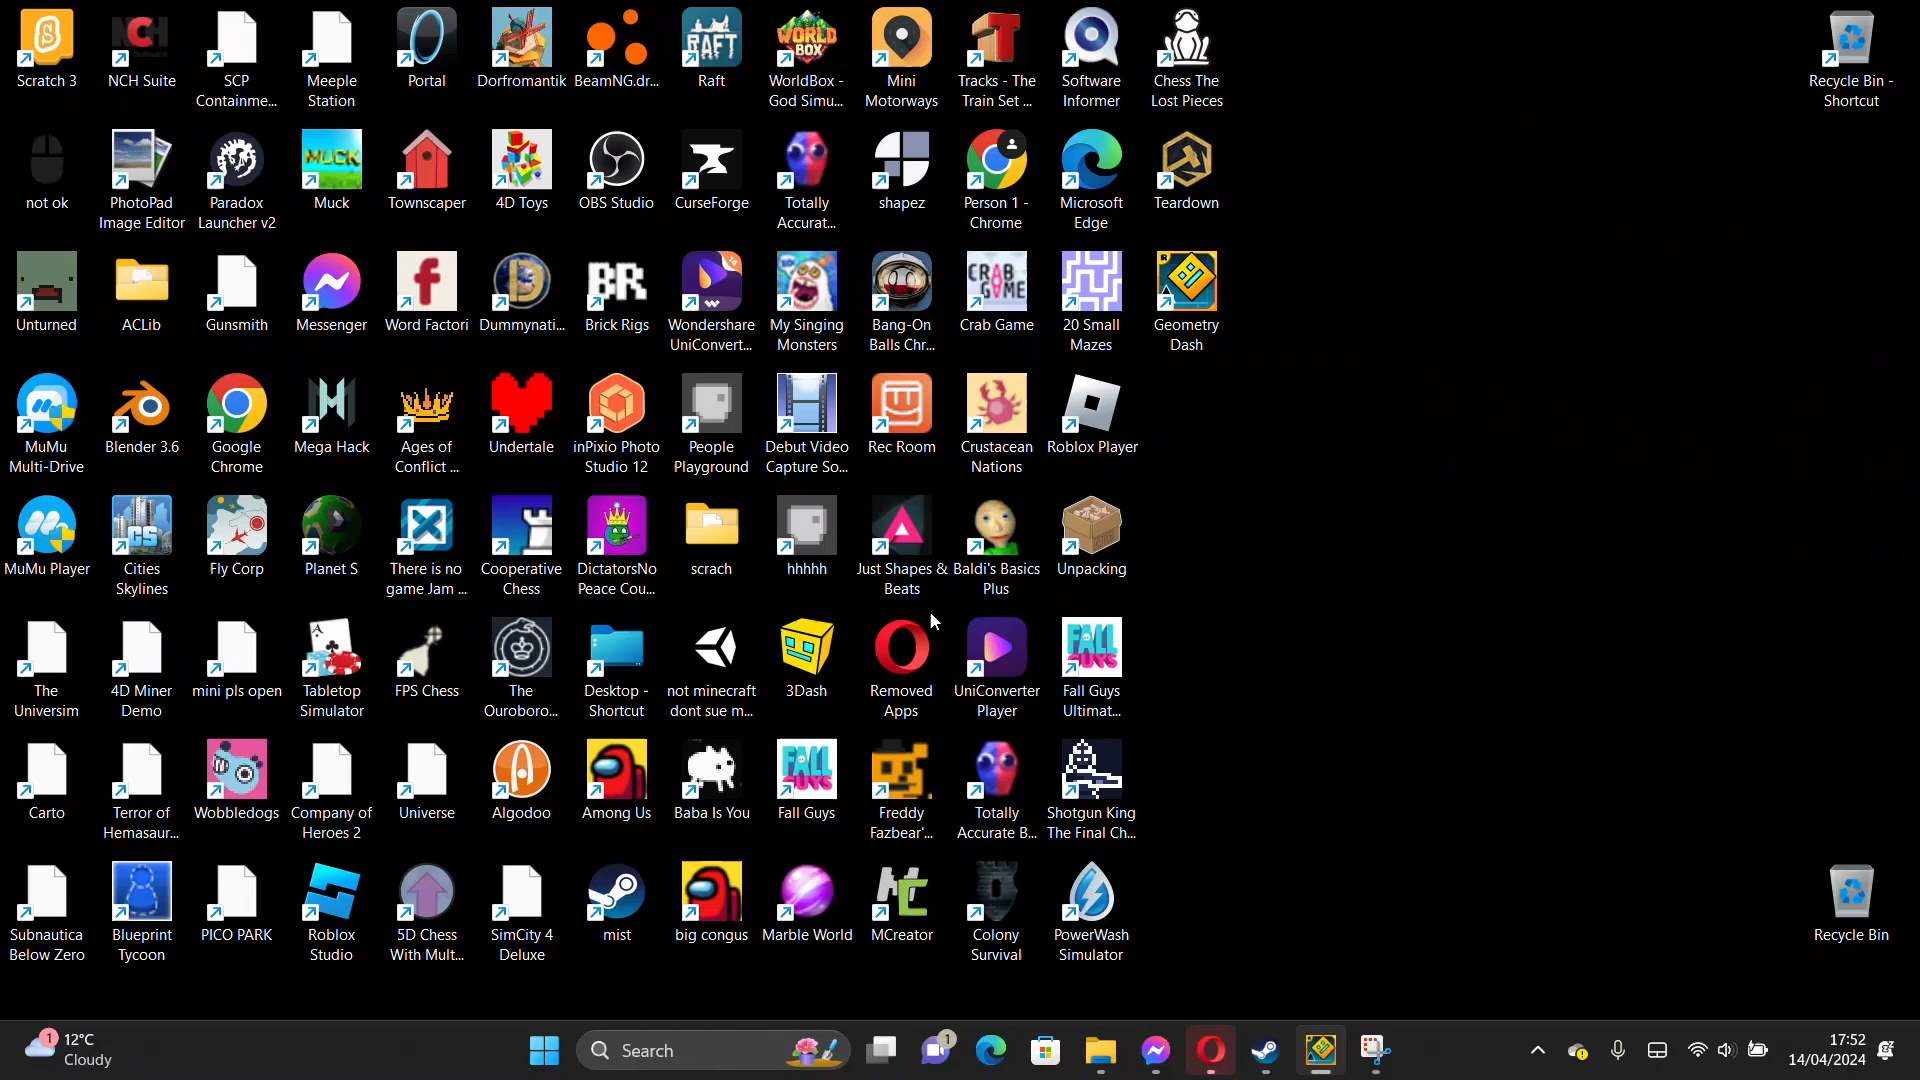 Scratch 3
NCH Suite
SCP
Containme...
Meeple
Station
Portal
Dorfromantik
BeamNG.dr...
Raft
WorldBox -
God Simu...
Mini
Motorways
Tracks - The
Train Set ...
Software
Informer
Chess The
Lost Pieces
Recycle Bin -
Shortcut
not ok
PhotoPad
Image Editor
Paradox
Launcher v2
Muck
Townscaper
4D Toys
OBS Studio
CurseForge
Totally
Accurat...
shapez
Person 1 -
Chrome
Microsoft
Edge
Teardown
Unturned
ACLib
Gunsmith
Messenger
Word Factori
Dummynati...
Brick Rigs
Wondershare
UniConvert...
My Singing
Monsters
Bang-On
Balls Chr...
Crab Game
20 Small
Mazes
Geometry
Dash
MuMu
Multi-Drive
Blender 3.6
Google
Chrome
Mega Hack
Ages of
Conflict ...
Undertale
inPixio Photo
Studio 12
People
Playground
Debut Video
Capture So...
Rec Room
Crustacean
Nations
Roblox Player
MuMu Player
Cities
Skylines
Fly Corp
Planet S
There is no
game Jam ...
Cooperative
Chess
DictatorsNo
Peace Cou...
scrach
hhhhh
Just Shapes &
Beats
Baldi's Basics
Plus
Unpacking
The
Universim
4D Miner
Demo
mini pls open
Tabletop
Simulator
FPS Chess
The
Ouroboro...
Desktop -
Shortcut
not minecraft
dont sue m...
3Dash
Removed
Apps
UniConverter
Player
Fall Guys
Ultimat...
Carto
Terror of
Hemasaur...
Wobbledogs
Company of
Heroes 2
Universe
Algodoo
Among Us
Baba Is You
Fall Guys
Freddy
Fazbear'...
Totally
Accurate B...
Shotgun King
The Final Ch...
Subnautica
Below Zero
Blueprint
Tycoon
PICO PARK
Roblox
Studio
5D Chess
With Mult...
SimCity 4
Deluxe
mist
big congus
Marble World
MCreator
Colony
Survival
PowerWash
Simulator
Recycle Bin
1
12°C
Cloudy
Search
1
17:52
14/04/2024